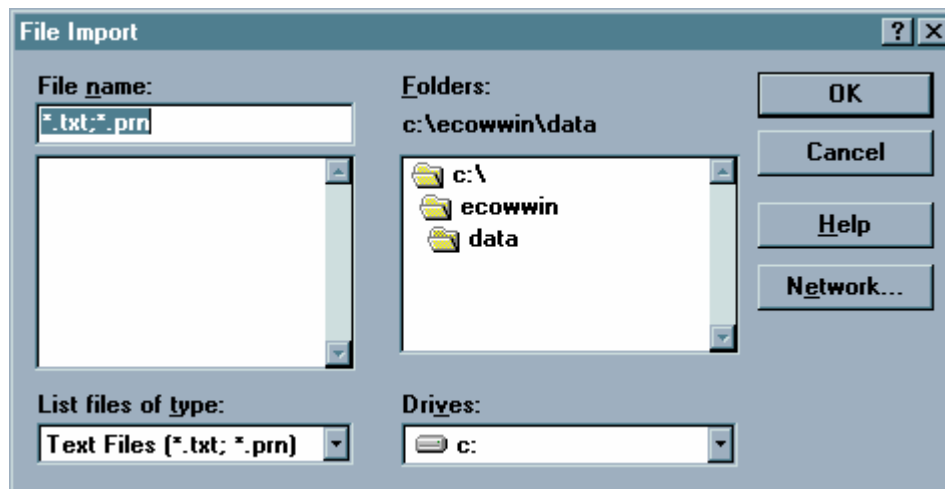 File Import
File name:
*.txt;*.prn
List files of type:
Text Files (*.txt; *.prn)
Folders:
c:\ecowwin\data
c:\
ecowwin
data
Drives:
c:
OK
Cancel
Help
Network...